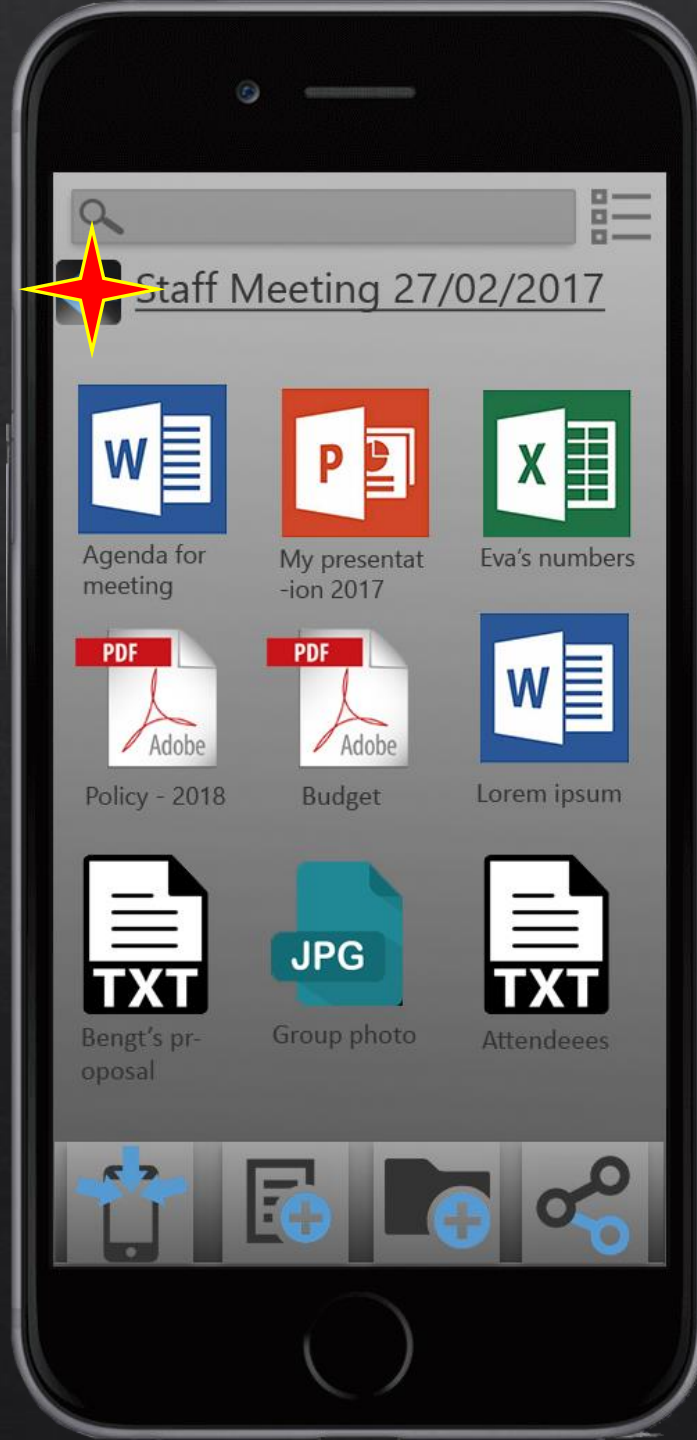 Staff Meeting 27/02/2017
W
P
X
Agenda for
meeting
My presentat
-ion 2017
Eva's numbers
PDF
Adobe
PDF
Adobe
W
Policy - 2018
Budget
Lorem ipsum
TXT
JPG
TXT
Bengt's pr-
oposal
Group photo
Attendeees